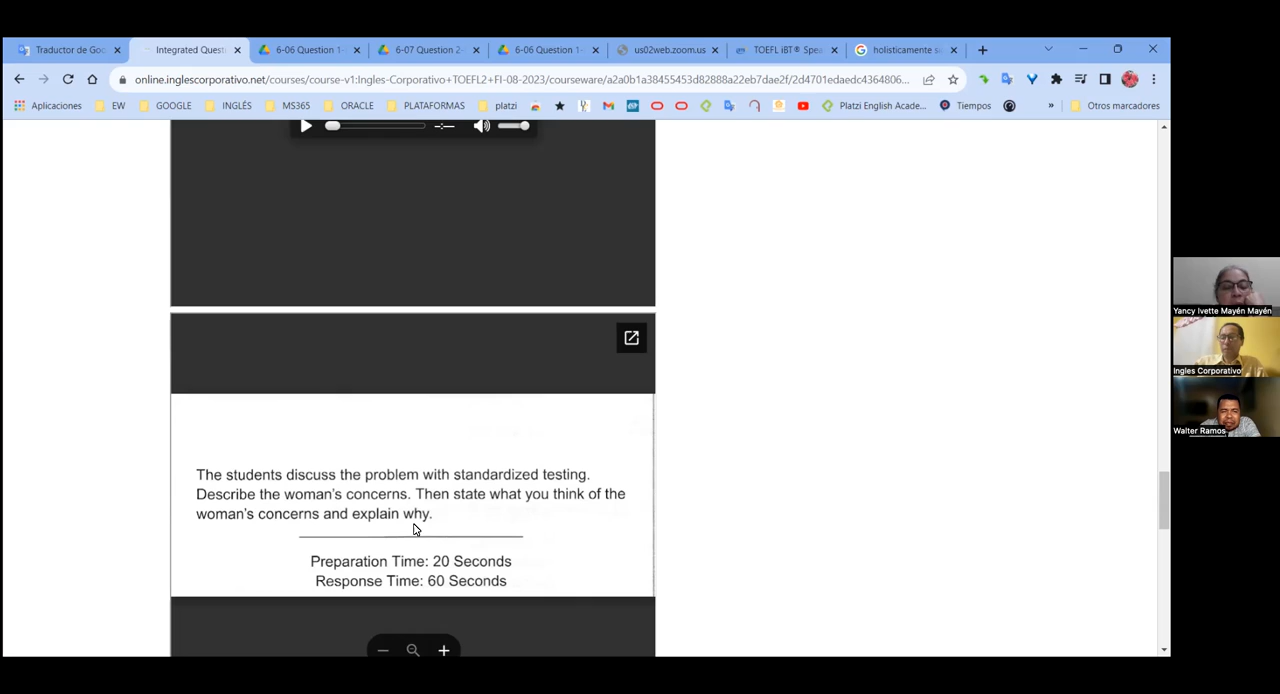 Traductor de Goo
Integrated Quest
6-06 Question 1-
6-07 Question 2-
6-06 Question 1-
us02web.zoom.us
TOEFL iBT® Spea
holisticamente si
online.inglescorporativo.net/courses/course-v1:Ingles-Corporativo+TOEFL2+FI-08-2023/courseware/a2a0b1a38455453d82888a22eb7dae2f/2d4701edaedc4364806...
Aplicaciones
EW
GOOGLE
INGLÉS
MS365
ORACLE
PLATAFORMAS
platzi
Platzi English Acade...
Tiempos
»
Otros marcadores
The students discuss the problem with standardized testing.
Describe the woman's concerns. Then state what you think of the
woman's concerns and explain why.
Preparation Time: 20 Seconds
Response Time: 60 Seconds
Yancy Ivette Mayén Mayén
Ingles Corporativo
Walter Ramos